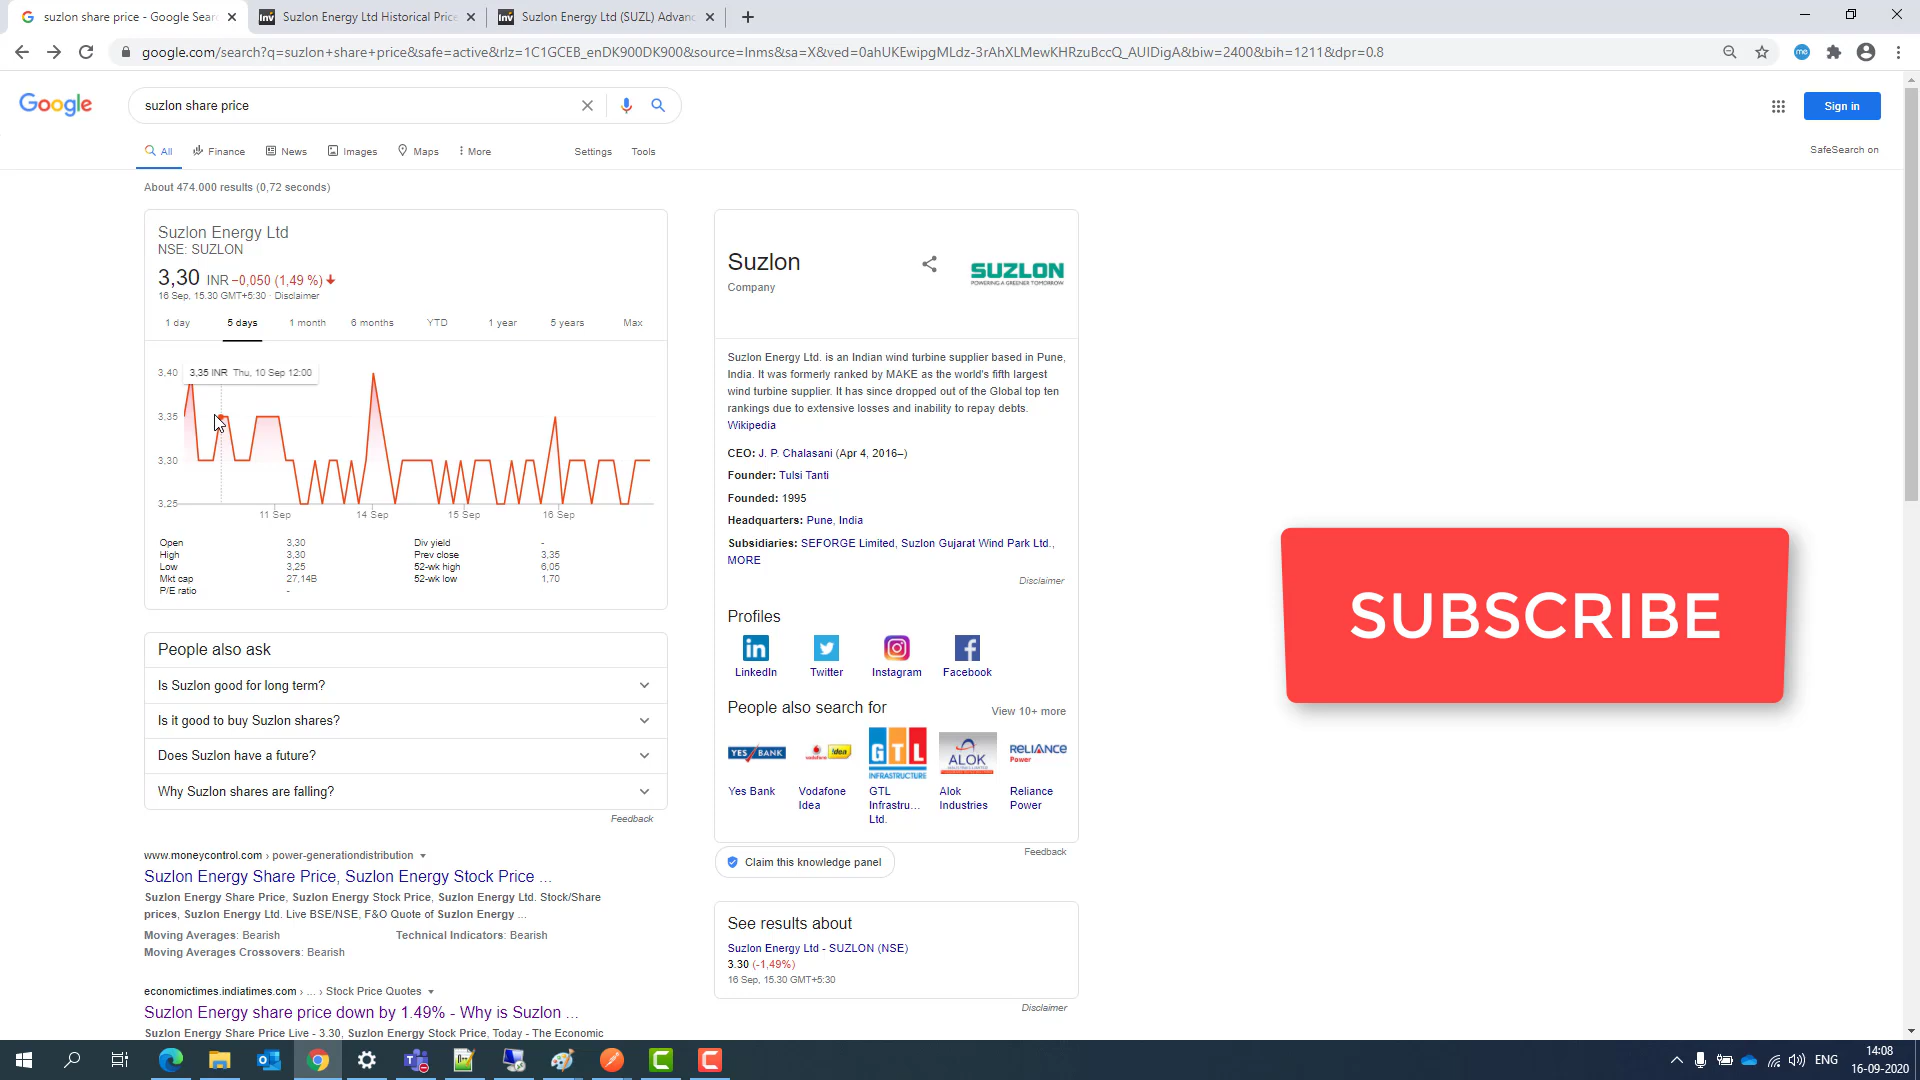 suzlon share price - Google Sear
Suzlon Energy Ltd Historical Price
Suzlon Energy Ltd (SUZL) Advanc
google.com/search?q=suzlon+share+price&safe=active&rlz=1C1GCEB_enDK900DK900&source=lnms&sa=X&ved=0ahUKEwipgMLdz-3rAhXLMewKHRzuBccQ_AUIDigA&biw=2400&bih=1211&dpr=0.8
Google
suzlon share price
Sign in
All
Finance
News
Images
Maps
More
Settings
Tools
SafeSearch on
About 474.000 results (0,72 seconds)
Suzlon Energy Ltd
NSE: SUZLON
3,30 INR −0,050 (1,49 %)
16 Sep, 15.30 GMT+5:30 · Disclaimer
1 day
5 days
1 month
6 months
YTD
1 year
5 years
Max
3,40
3,35 INR Thu, 10 Sep 12:00
3,35
3,30
3,25
11 Sep
14 Sep
15 Sep
16 Sep
Open 3,30
High 3,30
Low 3,25
Mkt cap 27,14B
P/E ratio -
Div yield -
Prev close 3,35
52-wk high 6,05
52-wk low 1,70
People also ask
Is Suzlon good for long term?
Is it good to buy Suzlon shares?
Does Suzlon have a future?
Why Suzlon shares are falling?
Feedback
www.moneycontrol.com › power-generationdistribution
Suzlon Energy Share Price, Suzlon Energy Stock Price ...
Suzlon Energy Share Price, Suzlon Energy Stock Price, Suzlon Energy Ltd. Stock/Share
prices, Suzlon Energy Ltd. Live BSE/NSE, F&O Quote of Suzlon Energy ...
Moving Averages: Bearish
Technical Indicators: Bearish
Moving Averages Crossovers: Bearish
economictimes.indiatimes.com › ... › Stock Price Quotes
Suzlon Energy share price down by 1.49% - Why is Suzlon ...
Suzlon Energy Share Price Live - 3.30, Suzlon Energy Stock Price, Today - The Economic
Suzlon
Company
SUZLON
POWERING A GREENER TOMORROW
Suzlon Energy Ltd. is an Indian wind turbine supplier based in Pune,
India. It was formerly ranked by MAKE as the world's fifth largest
wind turbine supplier. It has since dropped out of the Global top ten
rankings due to extensive losses and inability to repay debts.
Wikipedia
CEO: J. P. Chalasani (Apr 4, 2016–)
Founder: Tulsi Tanti
Founded: 1995
Headquarters: Pune, India
Subsidiaries: SEFORGE Limited, Suzlon Gujarat Wind Park Ltd.,
MORE
Disclaimer
Profiles
LinkedIn
Twitter
Instagram
Facebook
People also search for
View 10+ more
YES BANK
idea
GTL
INFRASTRUCTURE
ALOK
RELIANCE
Power
Yes Bank
Vodafone
Idea
GTL
Infrastru...
Ltd.
Alok
Industries
Reliance
Power
Claim this knowledge panel
Feedback
See results about
Suzlon Energy Ltd - SUZLON (NSE)
3.30 (-1,49%)
16 Sep, 15.30 GMT+5:30
Disclaimer
SUBSCRIBE
ENG
14:08
16-09-2020